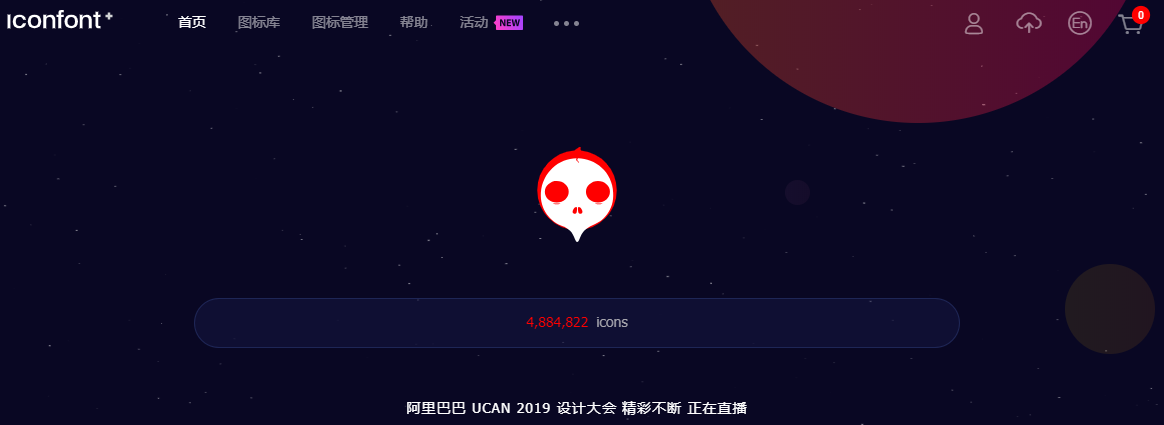 iconfont+ 首页 图标库 图标管理 帮助 活动 NEW En 0
4,884,822 icons
阿里巴巴 UCAN 2019 设计大会 精彩不断 正在直播